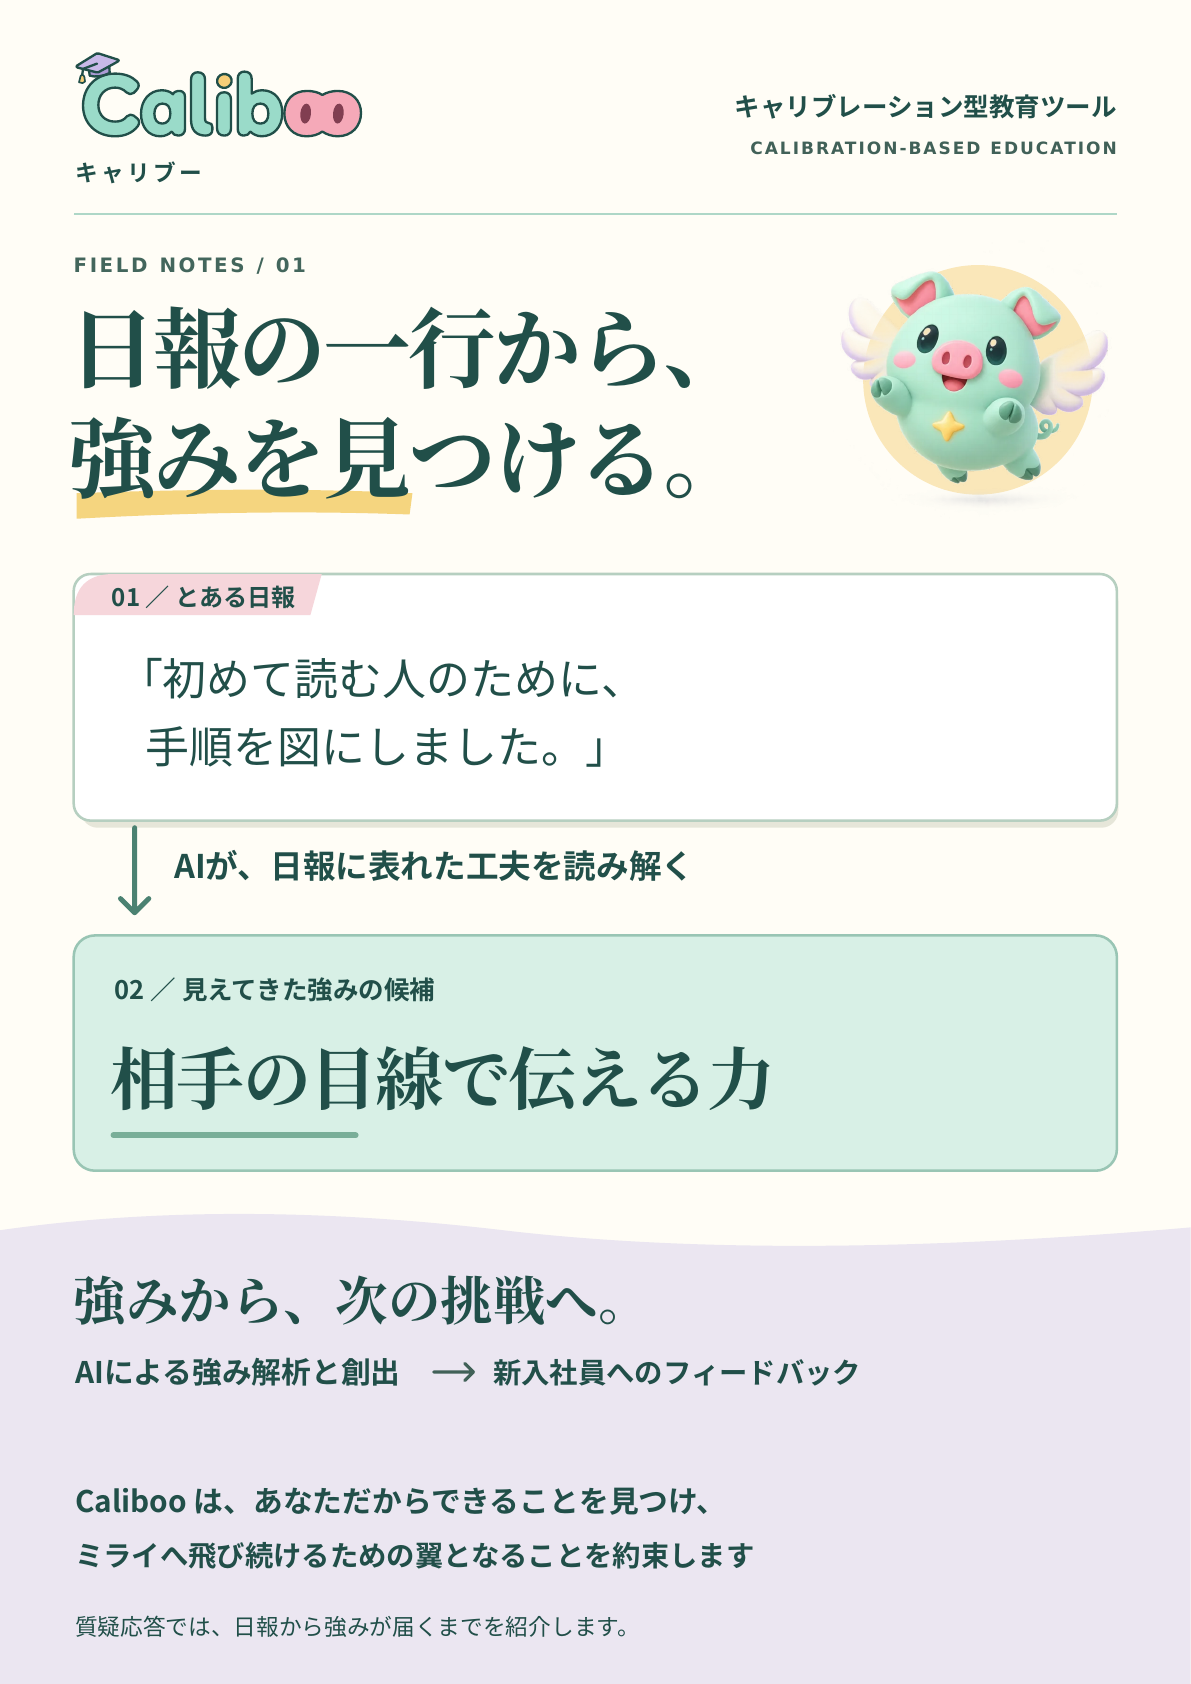 Caliboo
キャリブー
キャリブレーション型教育ツール
CALIBRATION-BASED EDUCATION
FIELD NOTES / 01
日報の一行から、
強みを見つける。
01 ／ とある日報
「初めて読む人のために、
手順を図にしました。」
AIが、日報に表れた工夫を読み解く
02 ／ 見えてきた強みの候補
相手の目線で伝える力
強みから、次の挑戦へ。
AIによる強み解析と創出 → 新入社員へのフィードバック
Caliboo は、あなただからできることを見つけ、
ミライへ飛び続けるための翼となることを約束します
質疑応答では、日報から強みが届くまでを紹介します。